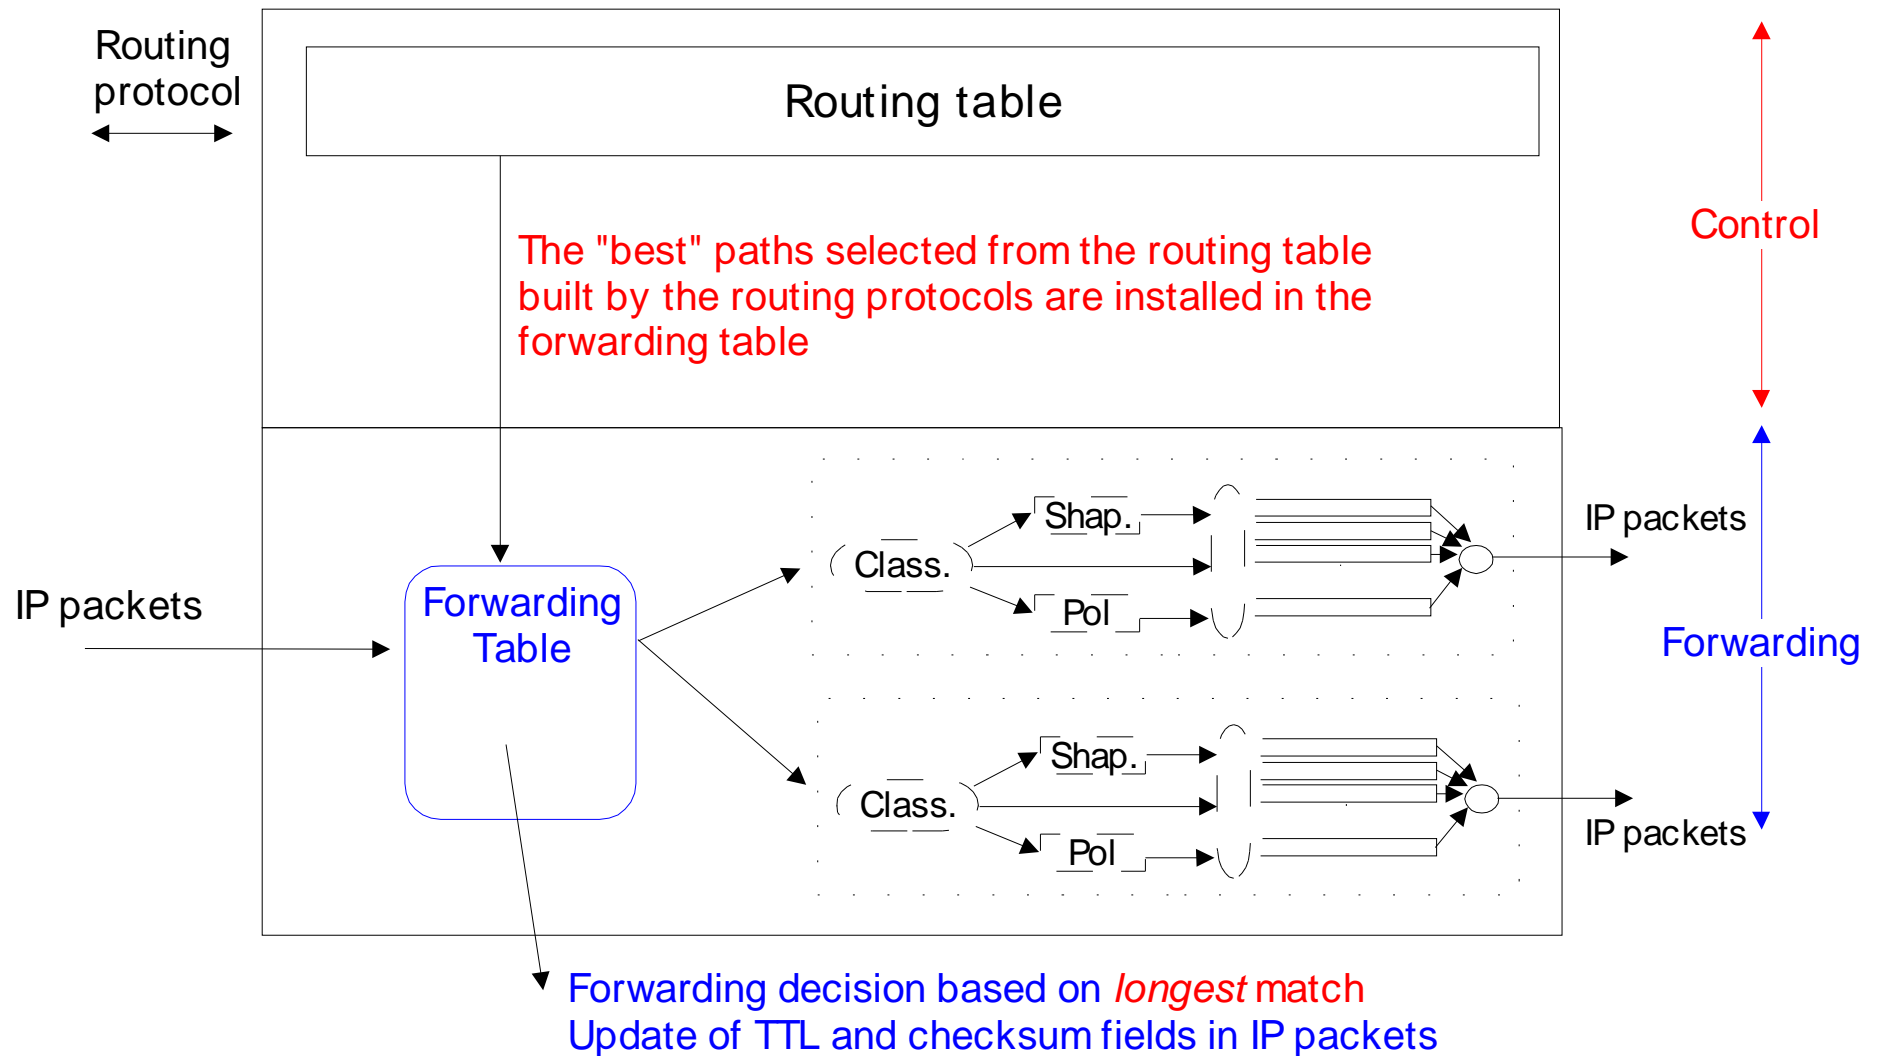 Routing
protocol
Routing table
The "best" paths selected from the routing table
built by the routing protocols are installed in the
forwarding table
Control
IP packets
Forwarding
Table
Class.
Shap.
Pol
IP packets
Forwarding
Class.
Shap.
Pol
IP packets
Forwarding decision based on longest match
Update of TTL and checksum fields in IP packets